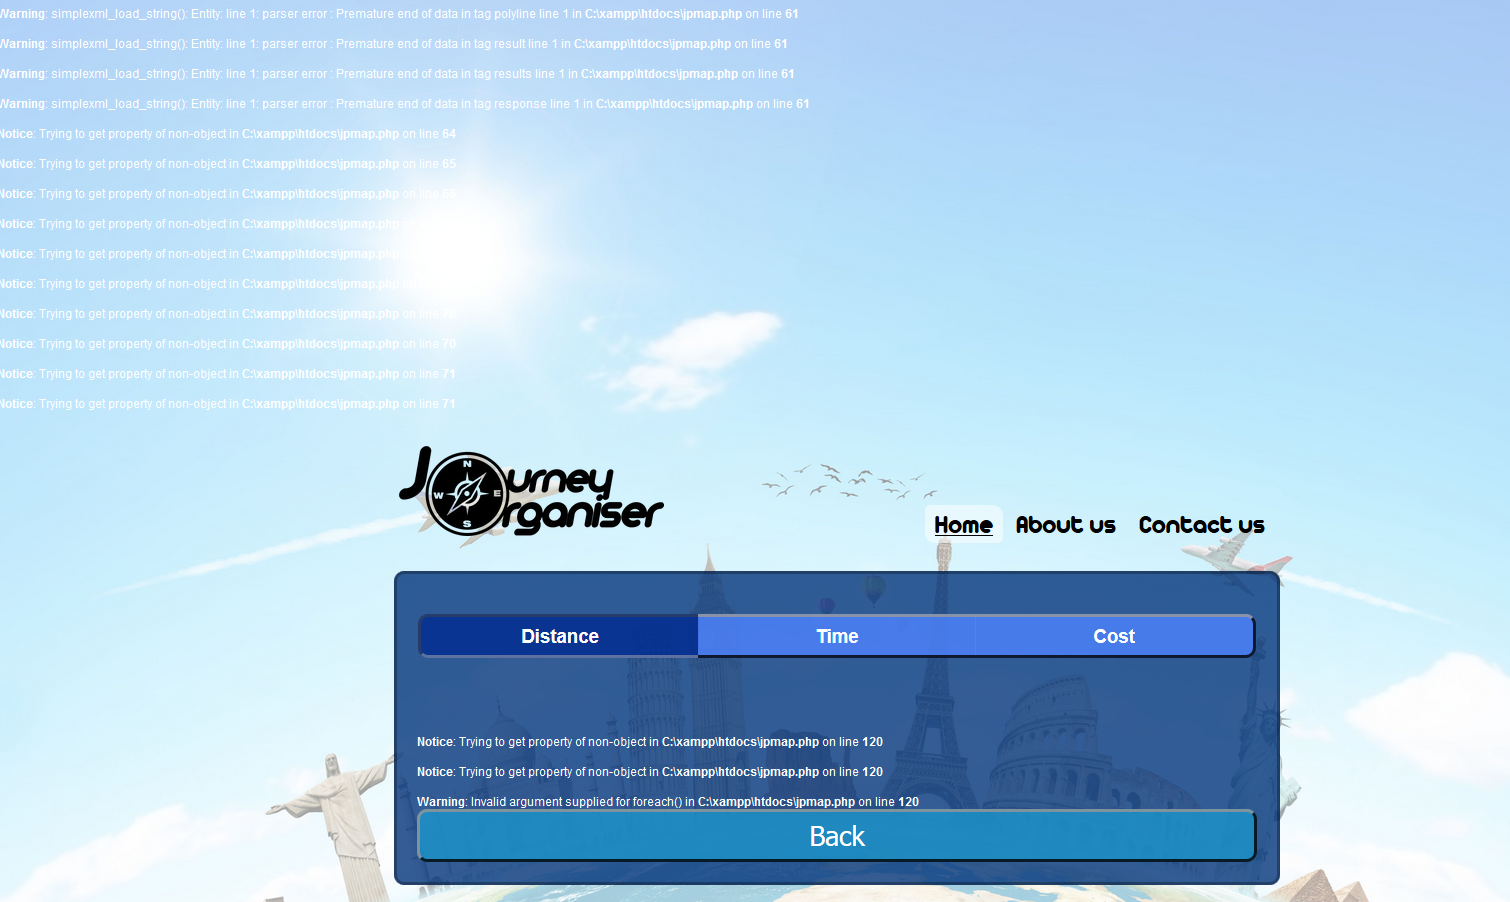 Warning: simplexml_load_string(): Entity: line 1: parser error : Premature end of data in tag polyline line 1 in C:\xampp\htdocs\jpmap.php on line 61
Warning: simplexml_load_string(): Entity: line 1: parser error : Premature end of data in tag result line 1 in C:\xampp\htdocs\jpmap.php on line 61
Warning: simplexml_load_string(): Entity: line 1: parser error : Premature end of data in tag results line 1 in C:\xampp\htdocs\jpmap.php on line 61
Warning: simplexml_load_string(): Entity: line 1: parser error : Premature end of data in tag response line 1 in C:\xampp\htdocs\jpmap.php on line 61
Notice: Trying to get property of non-object in C:\xampp\htdocs\jpmap.php on line 64
Notice: Trying to get property of non-object in C:\xampp\htdocs\jpmap.php on line 65
Notice: Trying to get property of non-object in C:\xampp\htdocs\jpmap.php on line
Notice: Trying to get property of non-object in C:\xampp\htdocs\jpmap.php
Notice: Trying to get property of non-object in C:\xampp\htdocs\jpmap.php
Notice: Trying to get property of non-object in C:\xampp\htdocs\jpmap.php
Notice: Trying to get property of non-object in C:\xampp\htdocs\jpmap.php on line
Notice: Trying to get property of non-object in C:\xampp\htdocs\jpmap.php on line 70
Notice: Trying to get property of non-object in C:\xampp\htdocs\jpmap.php on line 71
Notice: Trying to get property of non-object in C:\xampp\htdocs\jpmap.php on line 71
Journey
Organiser
N
W E
S
Home About us Contact us
Distance Time Cost
Notice: Trying to get property of non-object in C:\xampp\htdocs\jpmap.php on line 120
Notice: Trying to get property of non-object in C:\xampp\htdocs\jpmap.php on line 120
Warning: Invalid argument supplied for foreach() in C:\xampp\htdocs\jpmap.php on line 120
Back